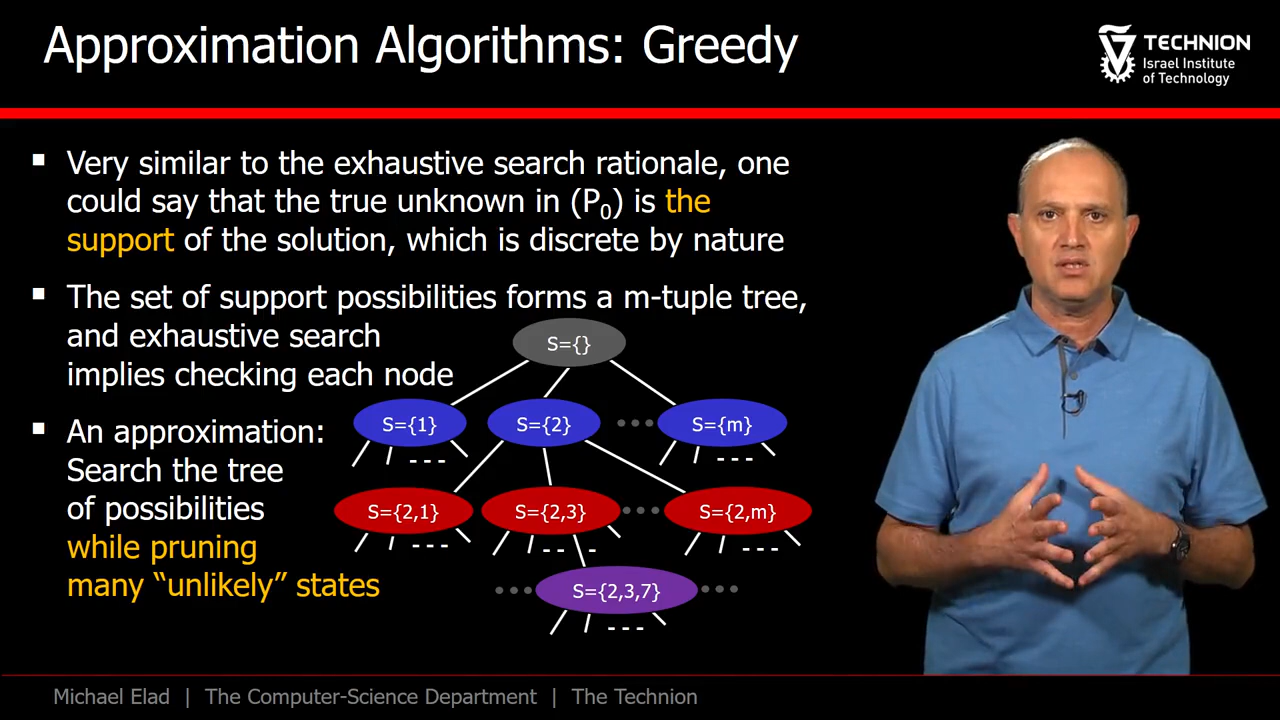 Approximation Algorithms: Greedy
TECHNION
Israel Institute
of Technology
▪ Very similar to the exhaustive search rationale, one
could say that the true unknown in (P₀) is the
support of the solution, which is discrete by nature
▪ The set of support possibilities forms a m-tuple tree,
and exhaustive search
implies checking each node
▪ An approximation:
Search the tree
of possibilities
while pruning
many “unlikely” states
S={}
S={1}
S={2}
S={m}
S={2,1}
S={2,3}
S={2,m}
S={2,3,7}
Michael Elad | The Computer-Science Department | The Technion